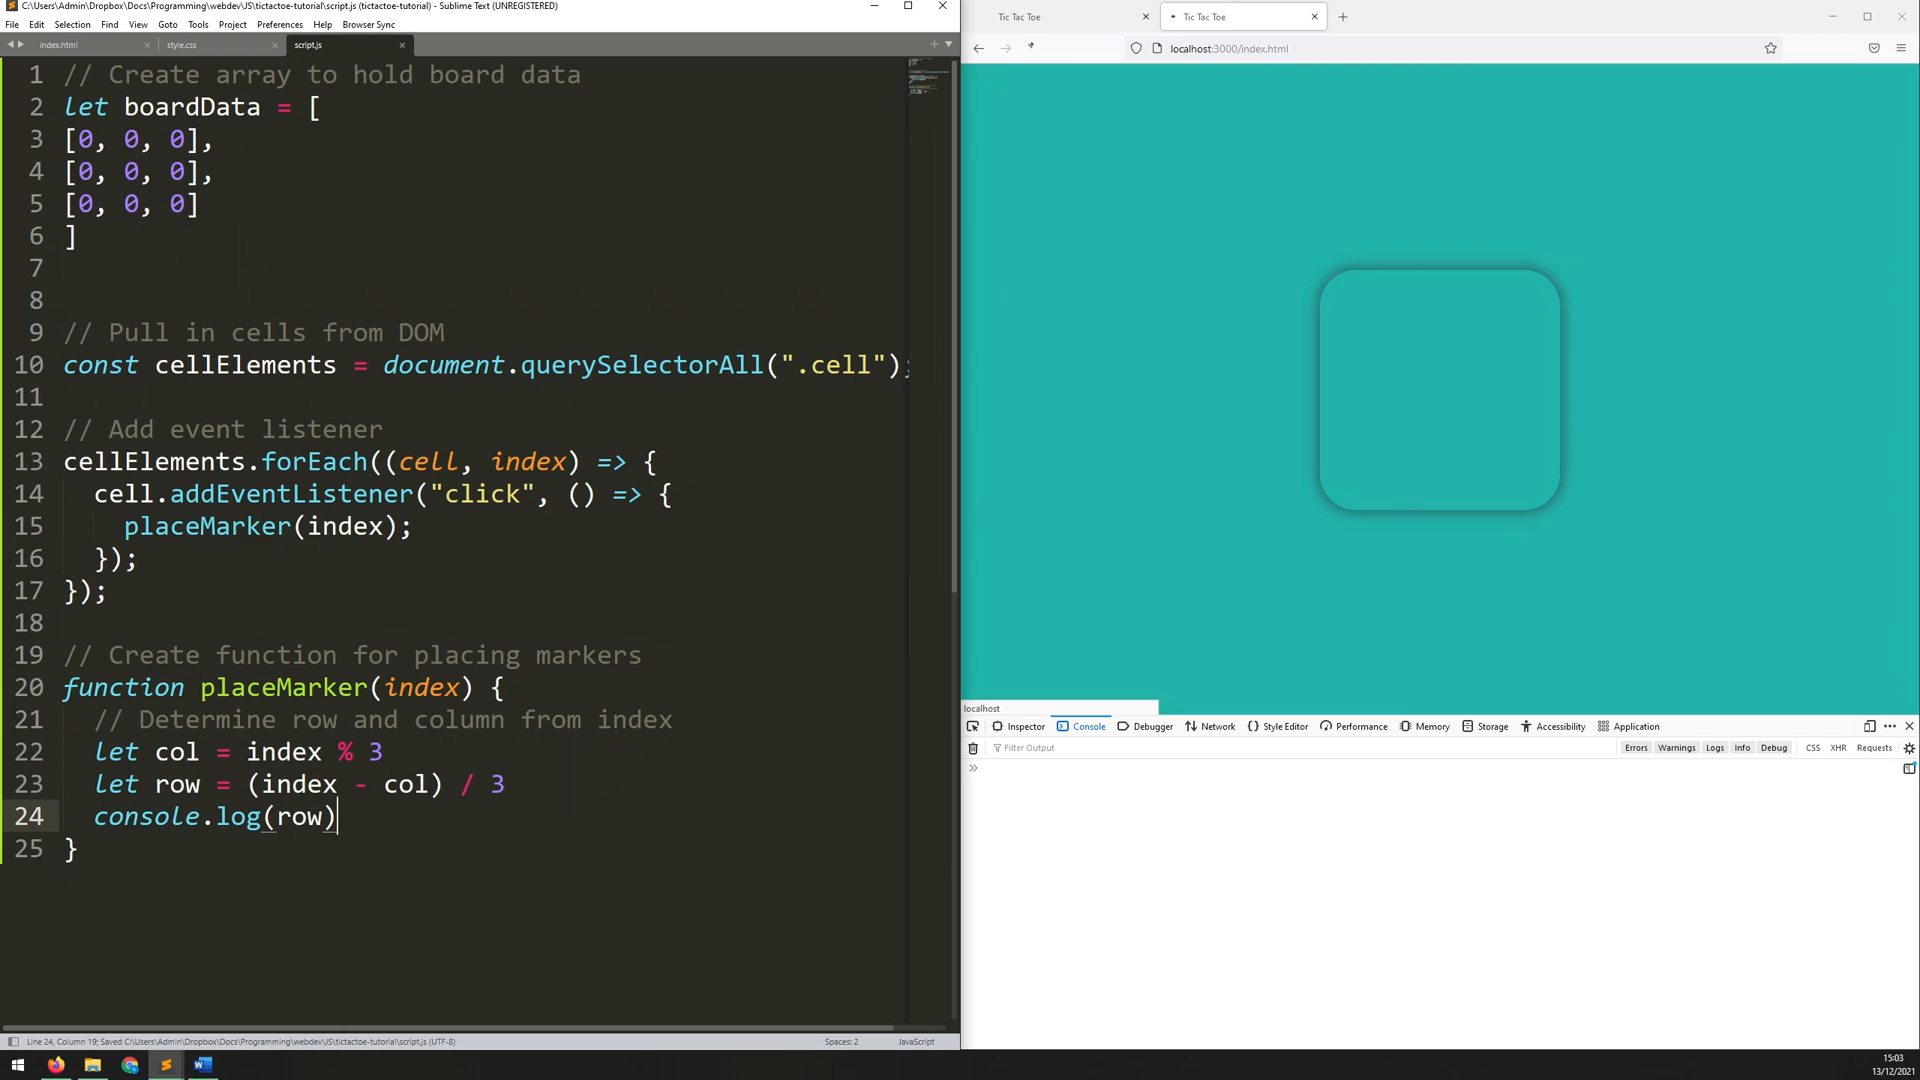 C:\Users\Admin\Dropbox\Docs\Programming\webdev\JS\tictactoe-tutorial\script.js (tictactoe-tutorial) - Sublime Text (UNREGISTERED)
File Edit Selection Find View Goto Tools Project Preferences Help Browser Sync
index.html style.css script.js
1 // Create array to hold board data
2 let boardData = [
3 [0, 0, 0],
4 [0, 0, 0],
5 [0, 0, 0]
6 ]
7
8
9 // Pull in cells from DOM
10 const cellElements = document.querySelectorAll(".cell");
11
12 // Add event listener
13 cellElements.forEach((cell, index) => {
14 cell.addEventListener("click", () => {
15 placeMarker(index);
16 });
17 });
18
19 // Create function for placing markers
20 function placeMarker(index) {
21 // Determine row and column from index
22 let col = index % 3
23 let row = (index - col) / 3
24 console.log(row)
25 }
Line 24, Column 19; Saved C:\Users\Admin\Dropbox\Docs\Programming\webdev\JS\tictactoe-tutorial\script.js (UTF-8) Spaces: 2 JavaScript
Tic Tac Toe Tic Tac Toe
localhost:3000/index.html
localhost
Inspector Console Debugger Network Style Editor Performance Memory Storage Accessibility Application
Filter Output Errors Warnings Logs Info Debug CSS XHR Requests
15:03
13/12/2021